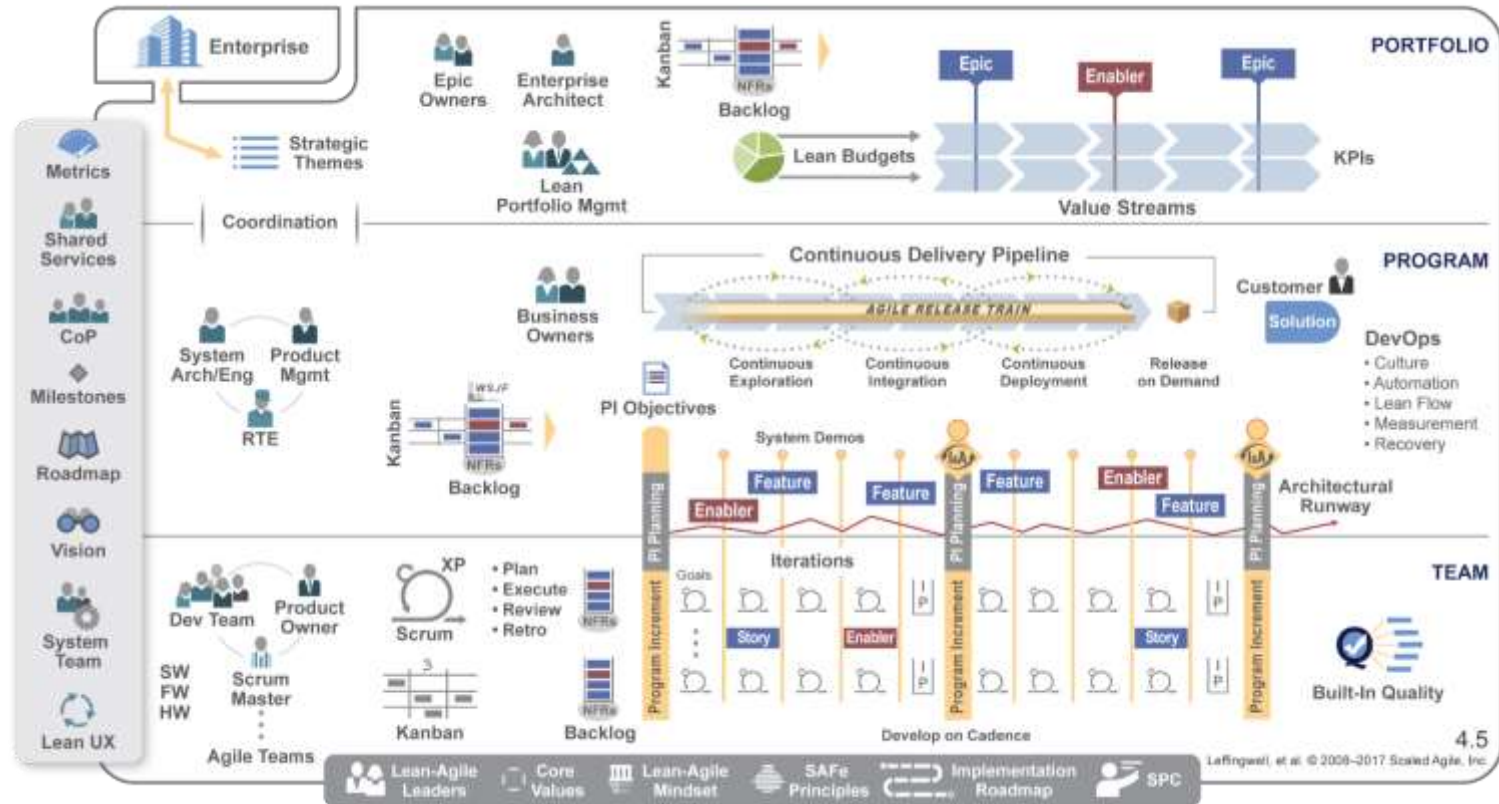 Enterprise
Strategic
Themes
Epic
Owners
Enterprise
Architect
Lean
Portfolio Mgmt
Kanban
NFRs
Backlog
Lean Budgets
Epic
Enabler
Epic
KPIs
Value Streams
PORTFOLIO
Coordination
Metrics
Shared
Services
CoP
Milestones
Roadmap
Vision
System
Team
Lean UX
PROGRAM
Continuous Delivery Pipeline
AGILE RELEASE TRAIN
Continuous
Exploration
Continuous
Integration
Continuous
Deployment
Release
on Demand
Customer
Solution
DevOps
• Culture
• Automation
• Lean Flow
• Measurement
• Recovery
Business
Owners
System
Arch/Eng
Product
Mgmt
RTE
Kanban
WSJF
NFRs
Backlog
PI Objectives
System Demos
I&A
I&A
Enabler
Feature
Feature
Feature
Enabler
Feature
Architectural
Runway
PI Planning
PI Planning
PI Planning
TEAM
Dev Team
Product
Owner
Scrum
Master
SW
FW
HW
Agile Teams
XP
Scrum
• Plan
• Execute
• Review
• Retro
3
Kanban
NFRs
NFRs
Backlog
Program Increment
Program Increment
Program Increment
Iterations
Goals
I
P
I
P
Story
Enabler
Story
I
P
I
P
Develop on Cadence
Built-In Quality
4.5
Leffingwell, et al. © 2008–2017 Scaled Agile, Inc.
Lean-Agile
Leaders
Core
Values
Lean-Agile
Mindset
SAFe
Principles
Implementation
Roadmap
SPC